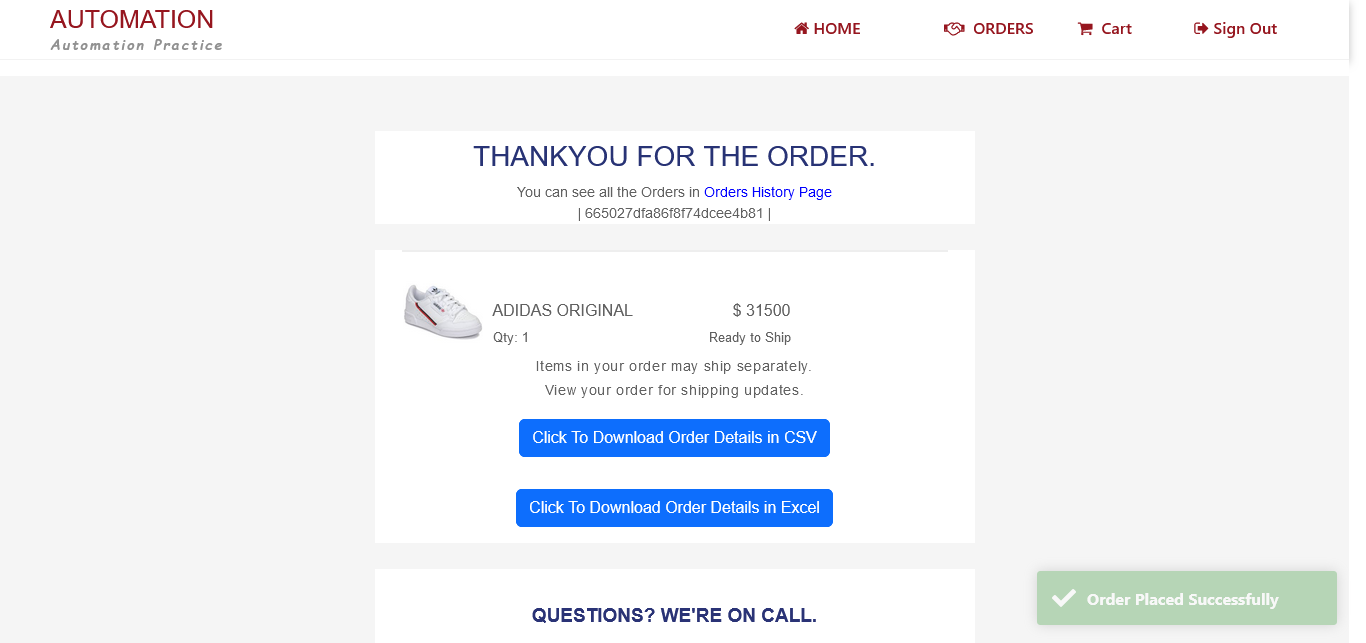 AUTOMATION
Automation Practice
HOME
ORDERS
Cart
Sign Out
THANKYOU FOR THE ORDER.
You can see all the Orders in Orders History Page
| 665027dfa86f8f74dcee4b81 |
ADIDAS ORIGINAL
$ 31500
Qty: 1
Ready to Ship
Items in your order may ship separately.
View your order for shipping updates.
Click To Download Order Details in CSV
Click To Download Order Details in Excel
QUESTIONS? WE'RE ON CALL.
Order Placed Successfully